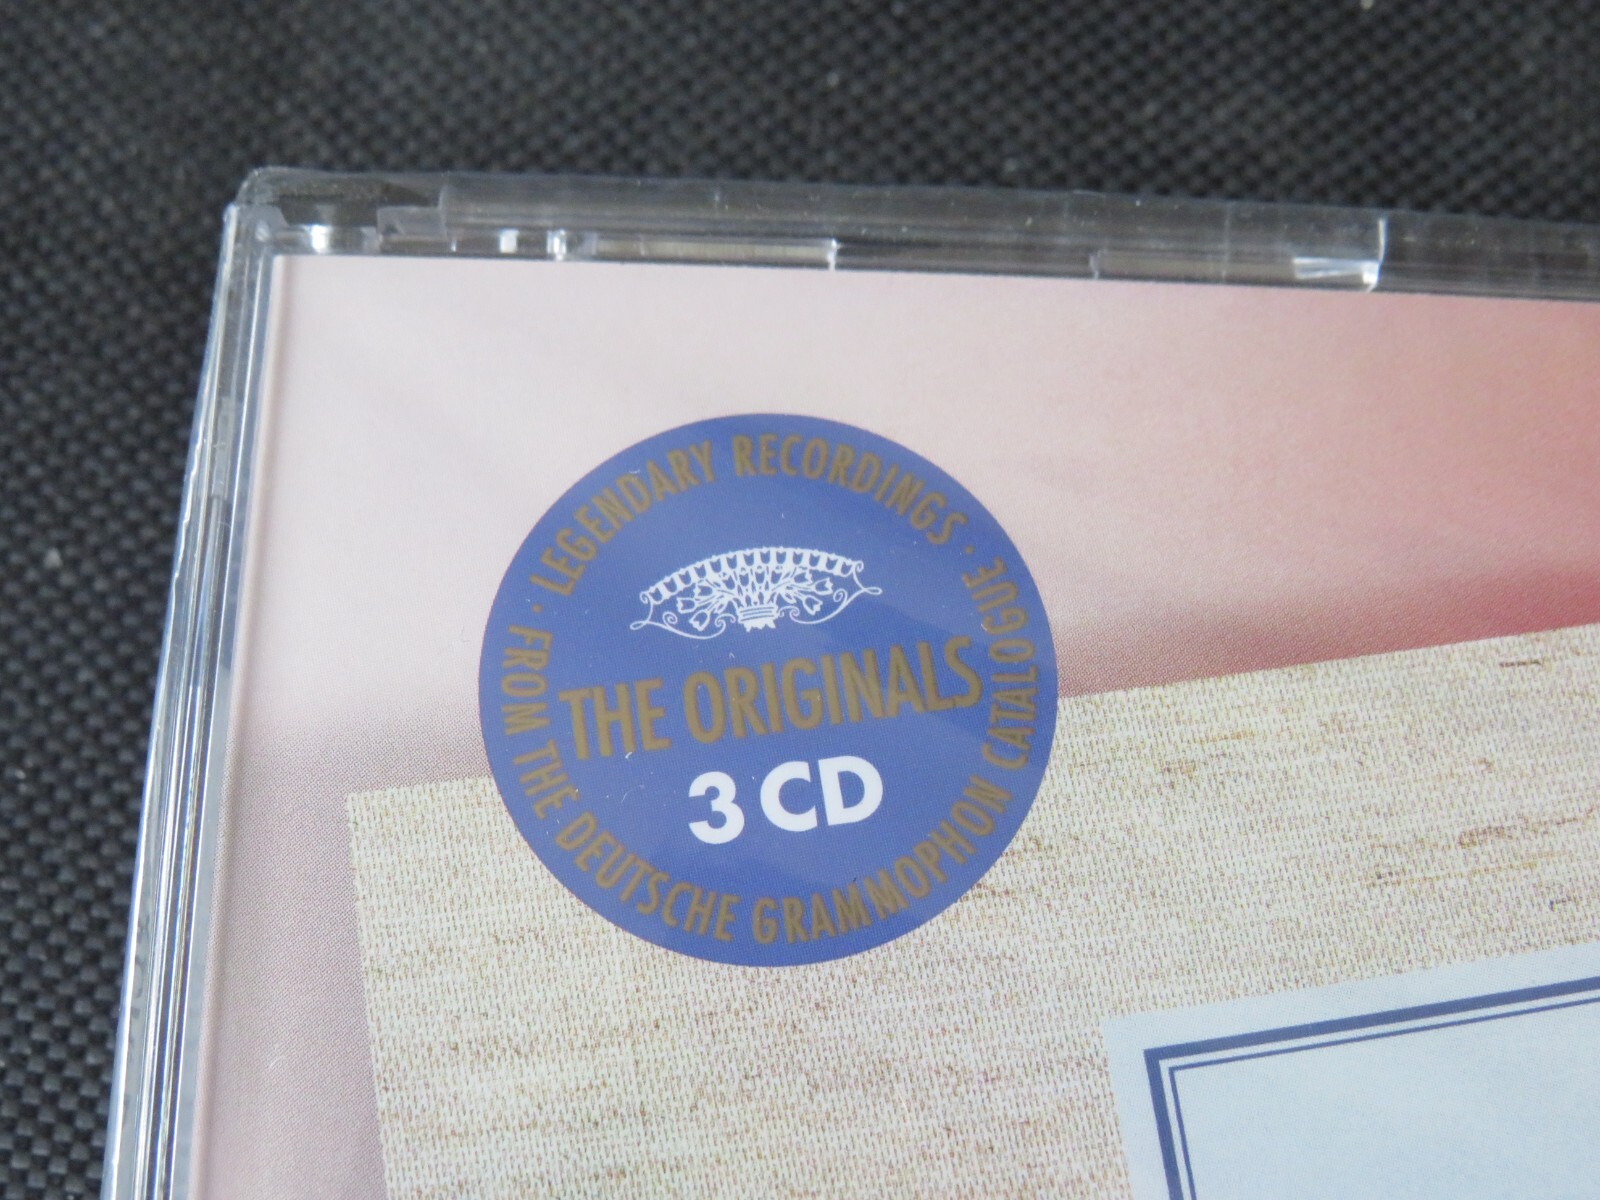 LEGENDARY RECORDINGS ·
FROM THE DEUTSCHE GRAMMOPHON CATALOGUE ·
THE ORIGINALS
3 CD